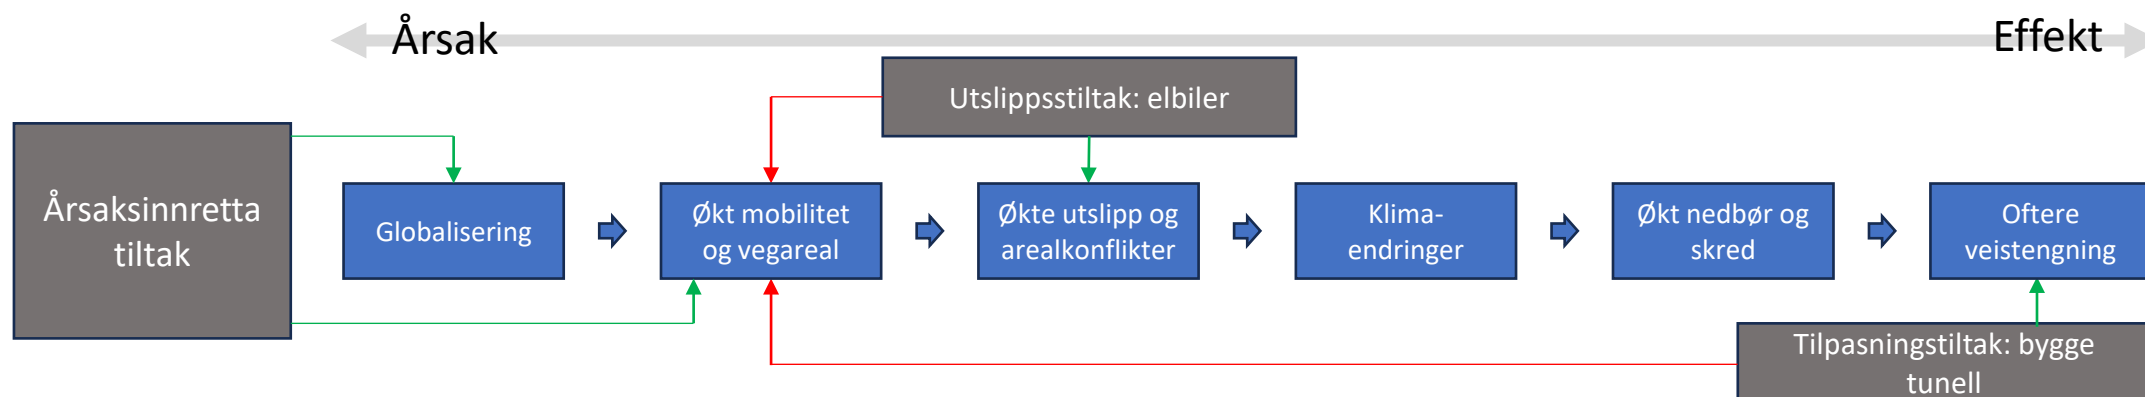 Årsak
Effekt
Utslippsstiltak: elbiler
Årsaksinnretta
tiltak
Globalisering
Økt mobilitet
og vegareal
Økte utslipp og
arealkonflikter
Klima-
endringer
Økt nedbør og
skred
Oftere
veistengning
Tilpasningstiltak: bygge
tunell